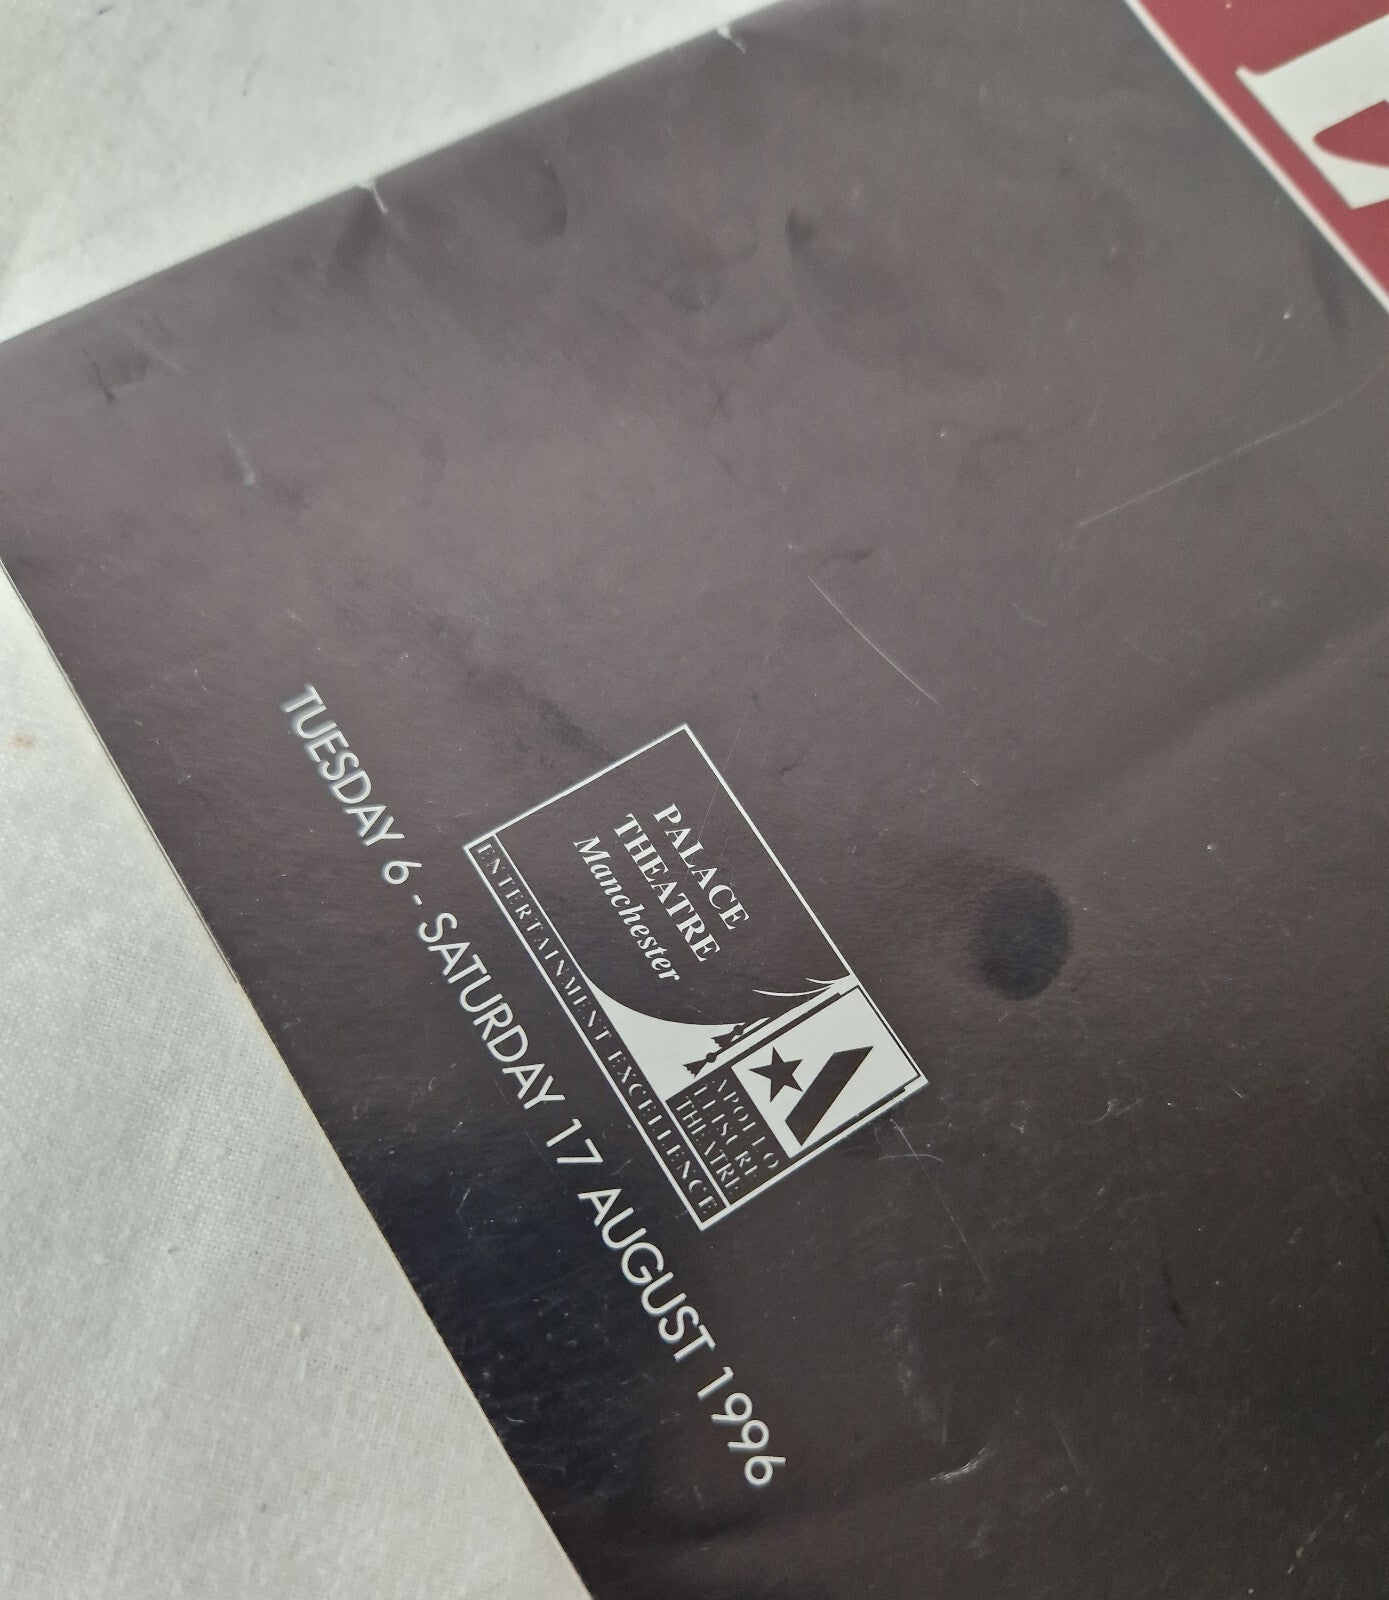 PALACE
THEATRE
Manchester
APOLLO
LEISURE
THEATRE
ENTERTAINMENT EXCELLENCE
TUESDAY 6 - SATURDAY 17 AUGUST 1996